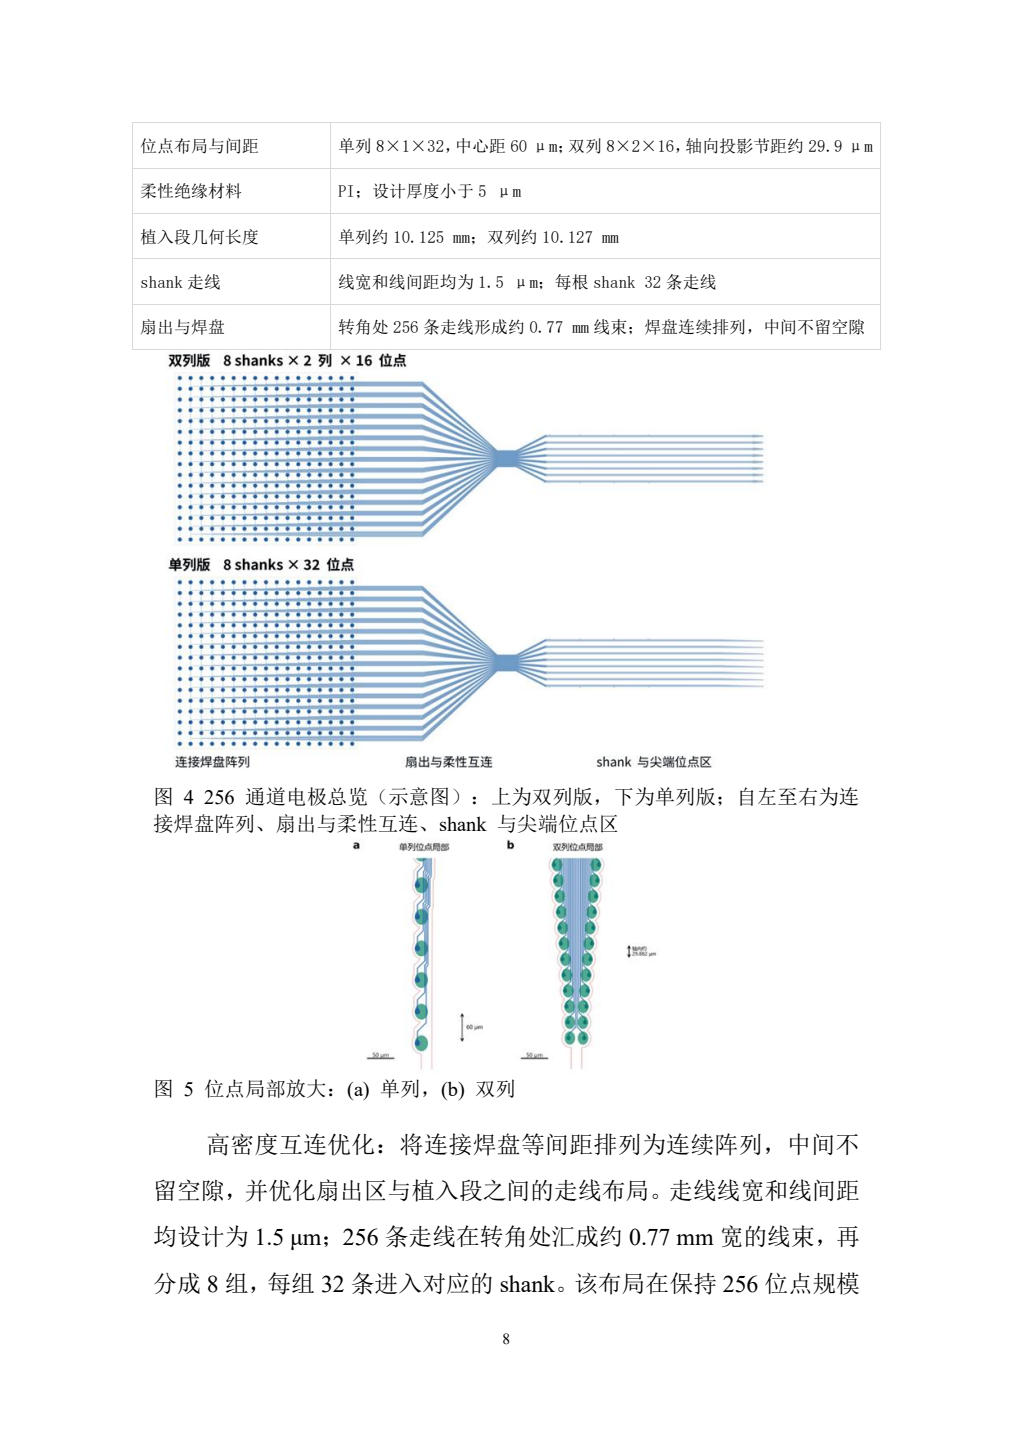 位点布局与间距 单列 8×1×32，中心距 60 μm；双列 8×2×16，轴向投影节距约 29.9 μm
柔性绝缘材料 PI；设计厚度小于 5 μm
植入段几何长度 单列约 10.125 mm；双列约 10.127 mm
shank 走线 线宽和线间距均为 1.5 μm；每根 shank 32 条走线
扇出与焊盘 转角处 256 条走线形成约 0.77 mm 线束；焊盘连续排列，中间不留空隙
双列版 8 shanks × 2 列 × 16 位点
单列版 8 shanks × 32 位点
连接焊盘阵列 扇出与柔性互连 shank 与尖端位点区
图 4 256 通道电极总览（示意图）：上为双列版，下为单列版；自左至右为连
接焊盘阵列、扇出与柔性互连、shank 与尖端位点区
a 单列位点局部 b 双列位点局部
轴向约
29.862 μm
60 μm
50 μm 50 μm
图 5 位点局部放大：(a) 单列，(b) 双列
高密度互连优化：将连接焊盘等间距排列为连续阵列，中间不
留空隙，并优化扇出区与植入段之间的走线布局。走线线宽和线间距
均设计为 1.5 μm；256 条走线在转角处汇成约 0.77 mm 宽的线束，再
分成 8 组，每组 32 条进入对应的 shank。该布局在保持 256 位点规模
8